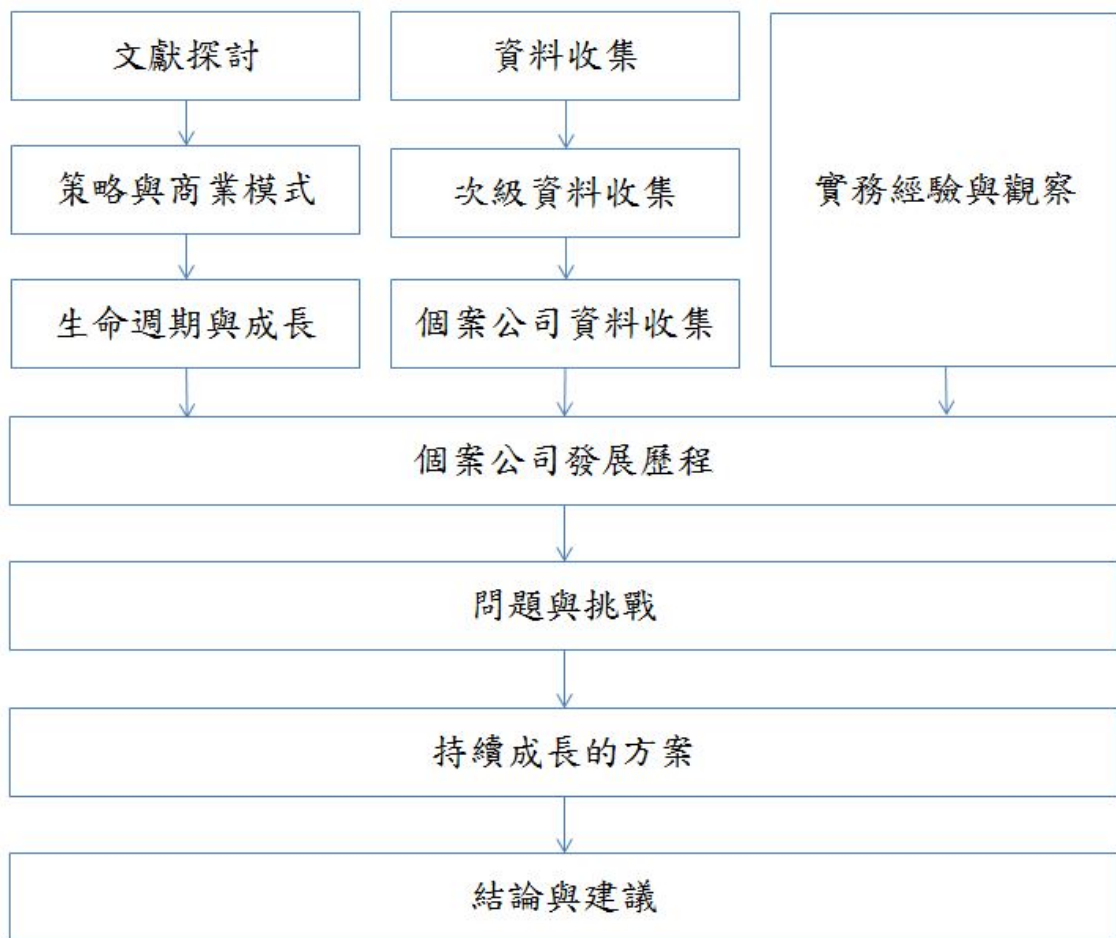 文獻探討
資料收集
實務經驗與觀察
策略與商業模式
次級資料收集
生命週期與成長
個案公司資料收集
個案公司發展歷程
問題與挑戰
持續成長的方案
結論與建議